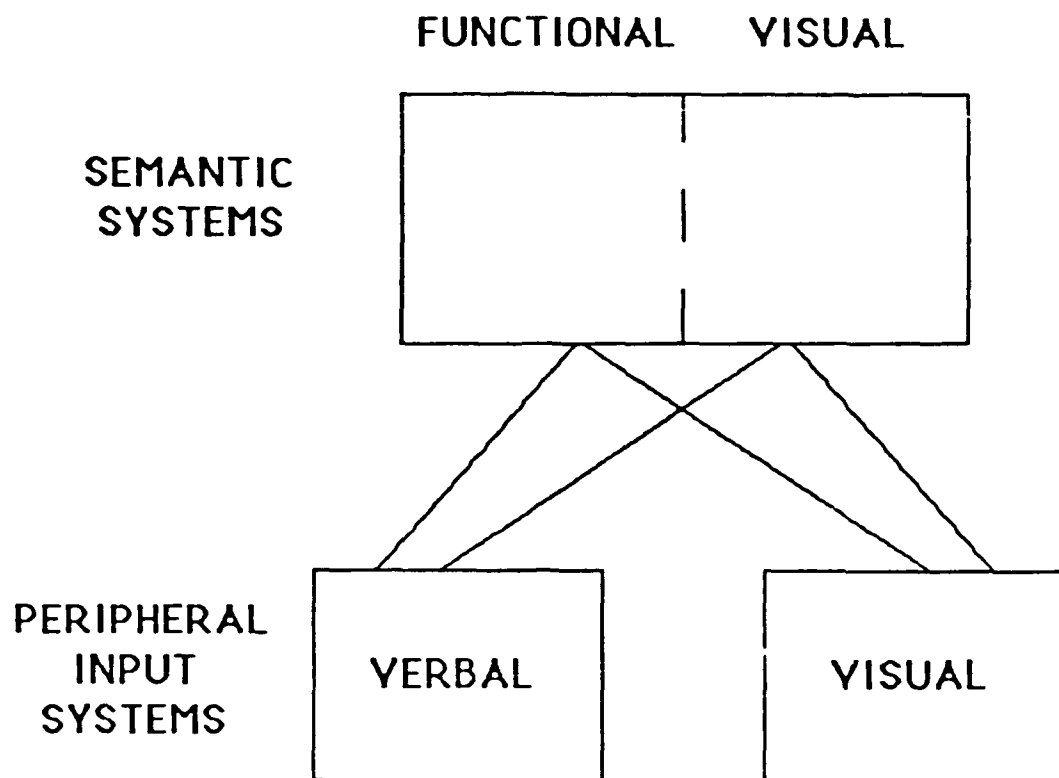 FUNCTIONAL VISUAL
SEMANTIC
SYSTEMS
PERIPHERAL
INPUT
SYSTEMS
VERBAL
VISUAL